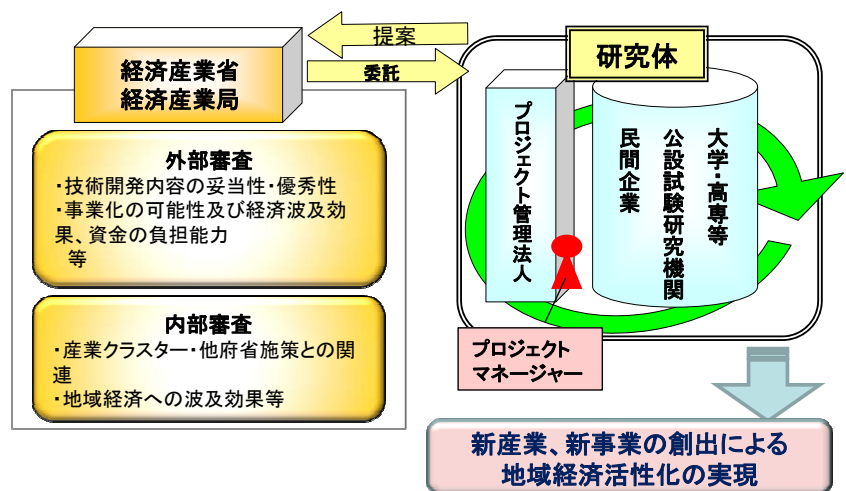 提案
委託
経済産業省
経済産業局
外部審査
・技術開発内容の妥当性・優秀性
・事業化の可能性及び経済波及効
果、資金の負担能力
等
内部審査
・産業クラスター・他府省施策との関
連
・地域経済への波及効果等
研究体
プロジェクト管理法人
大学・高専等
公設試験研究機関
民間企業
プロジェクト
マネージャー
新産業、新事業の創出による
地域経済活性化の実現